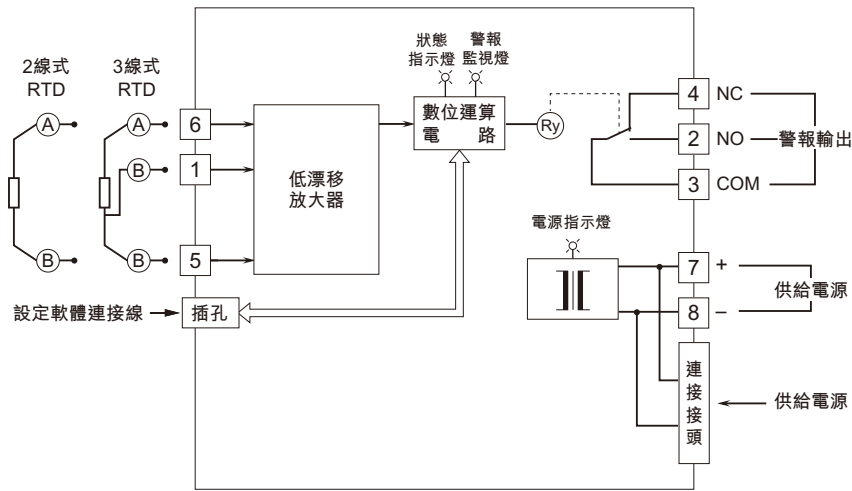 狀態
指示燈
警報
監視燈
2線式
RTD
3線式
RTD
A
A
B
B
B
6
1
5
低漂移
放大器
數位運算
電 路
Ry
4 NC
2 NO
3 COM
警報輸出
電源指示燈
7 +
8 –
供給電源
設定軟體連接線
插孔
連
接
接
頭
供給電源